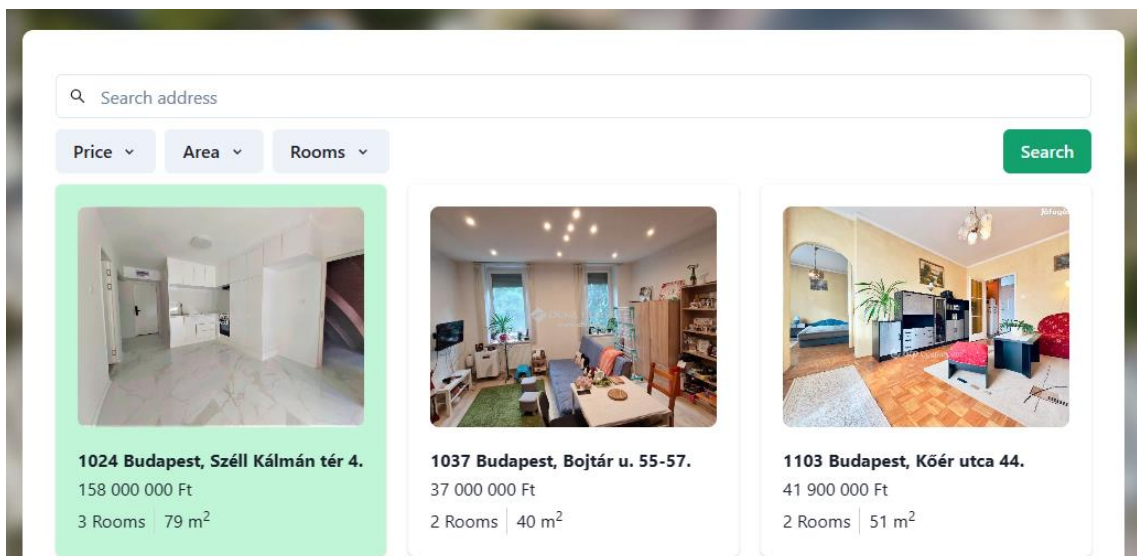 Search address
Price
Area
Rooms
Search
1024 Budapest, Széll Kálmán tér 4.
158 000 000 Ft
3 Rooms
79 m²
1037 Budapest, Bojtár u. 55-57.
37 000 000 Ft
2 Rooms
40 m²
1103 Budapest, Kőér utca 44.
41 900 000 Ft
2 Rooms
51 m²